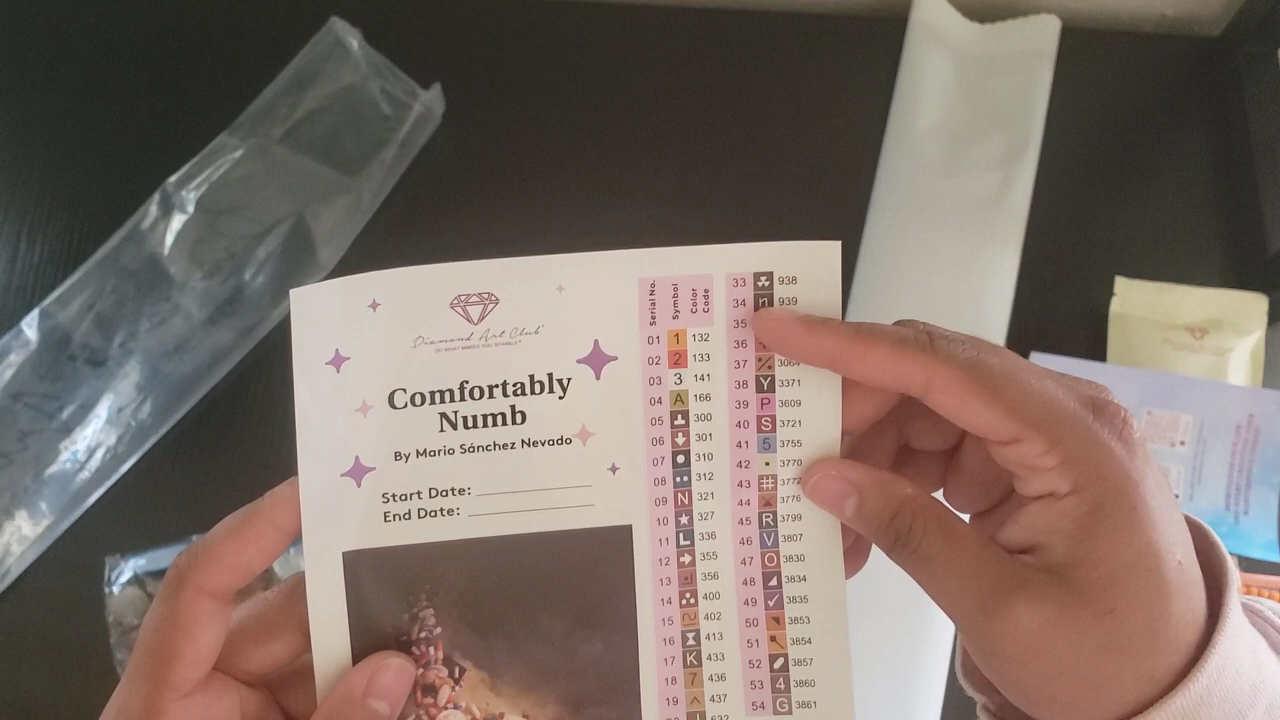 Diamond Art Club
DO WHAT MAKES YOU SPARKLE
Comfortably
Numb
By Mario Sánchez Nevado
Start Date:
End Date:
Serial No. Symbol Color Code
01 1 132
02 2 133
03 3 141
04 A 166
05 300
06 301
07 310
08 312
09 N 321
10 327
11 L 336
12 355
13 356
14 400
15 402
16 413
17 K 433
18 7 436
19 437
632
33 938
34 n 939
35
36
37 3064
38 Y 3371
39 P 3609
40 S 3721
41 5 3755
42 3770
43 # 3772
44 3776
45 R 3799
46 V 3807
47 O 3830
48 3834
49 ✓ 3835
50 3853
51 3854
52 3857
53 4 3860
54 G 3861